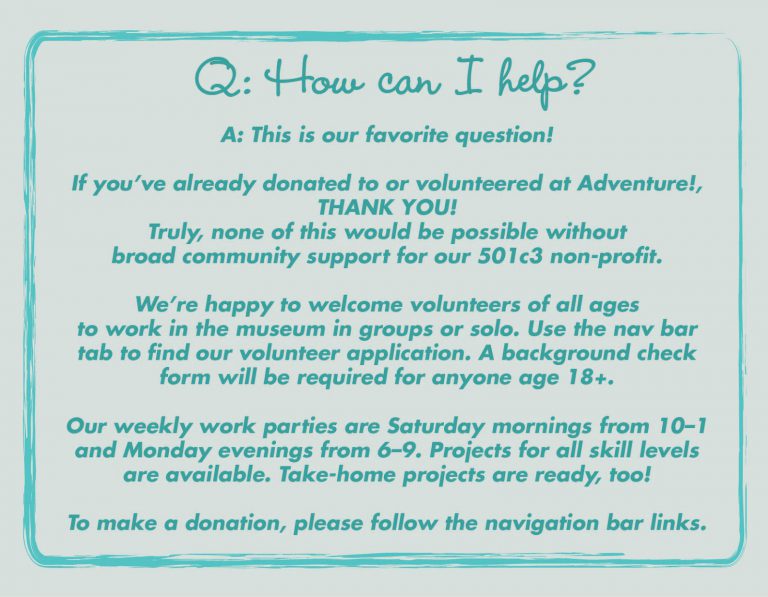 Q: How can I help?
A: This is our favorite question!
If you've already donated to or volunteered at Adventure!,
THANK YOU!
Truly, none of this would be possible without
broad community support for our 501c3 non-profit.
We're happy to welcome volunteers of all ages
to work in the museum in groups or solo. Use the nav bar
tab to find our volunteer application. A background check
form will be required for anyone age 18+.
Our weekly work parties are Saturday mornings from 10–1
and Monday evenings from 6–9. Projects for all skill levels
are available. Take-home projects are ready, too!
To make a donation, please follow the navigation bar links.